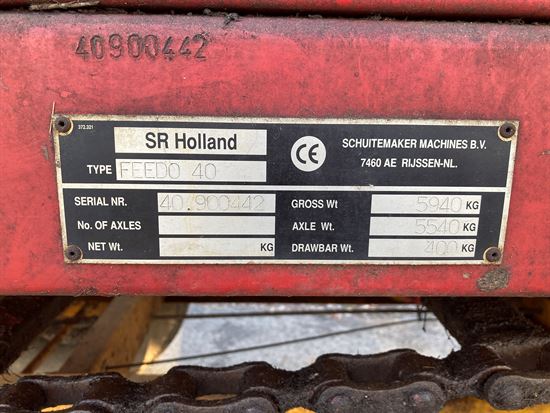 40900442
372.321
SR Holland
TYPE FEEDO 40
CE
SCHUITEMAKER MACHINES B.V.
7460 AE RIJSSEN-NL.
SERIAL NR. 40.900442 GROSS Wt 5940 KG
No. OF AXLES AXLE Wt. 5540 KG
NET Wt. KG DRAWBAR Wt. 400 KG